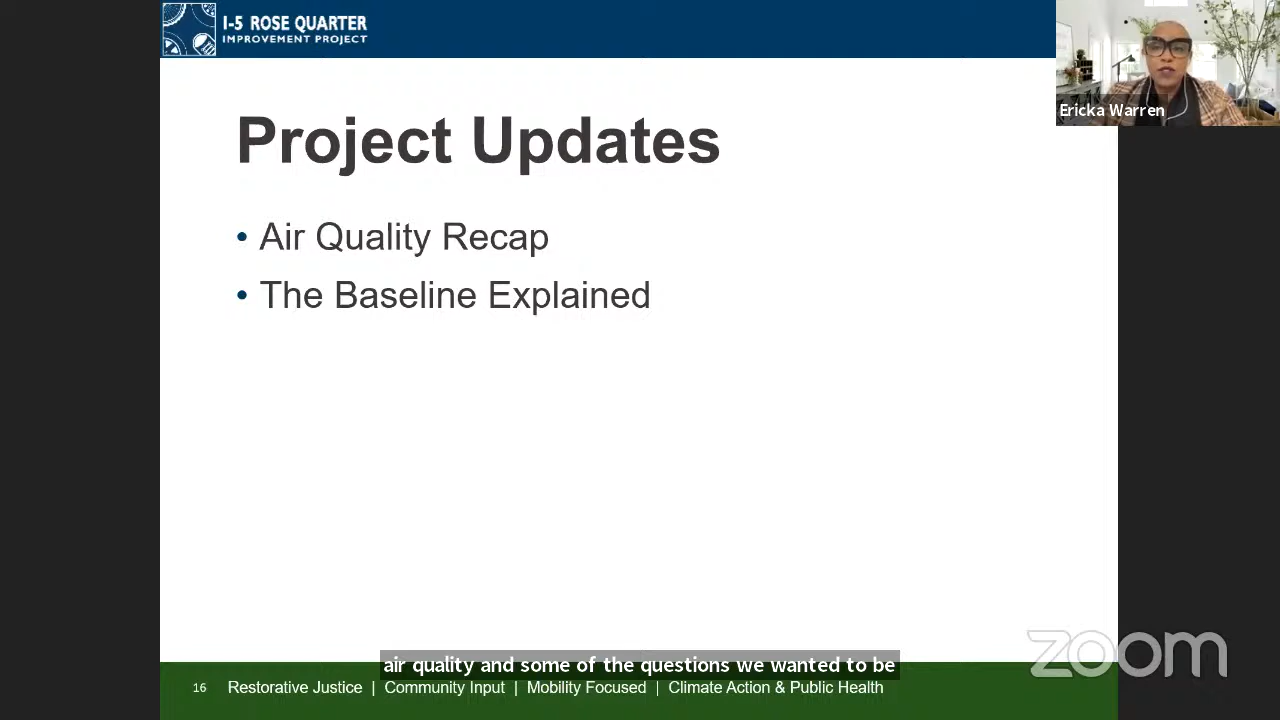 I-5 ROSE QUARTER
IMPROVEMENT PROJECT
Ericka Warren
Project Updates
• Air Quality Recap
• The Baseline Explained
zoom
air quality and some of the questions we wanted to be
16 Restorative Justice | Community Input | Mobility Focused | Climate Action & Public Health